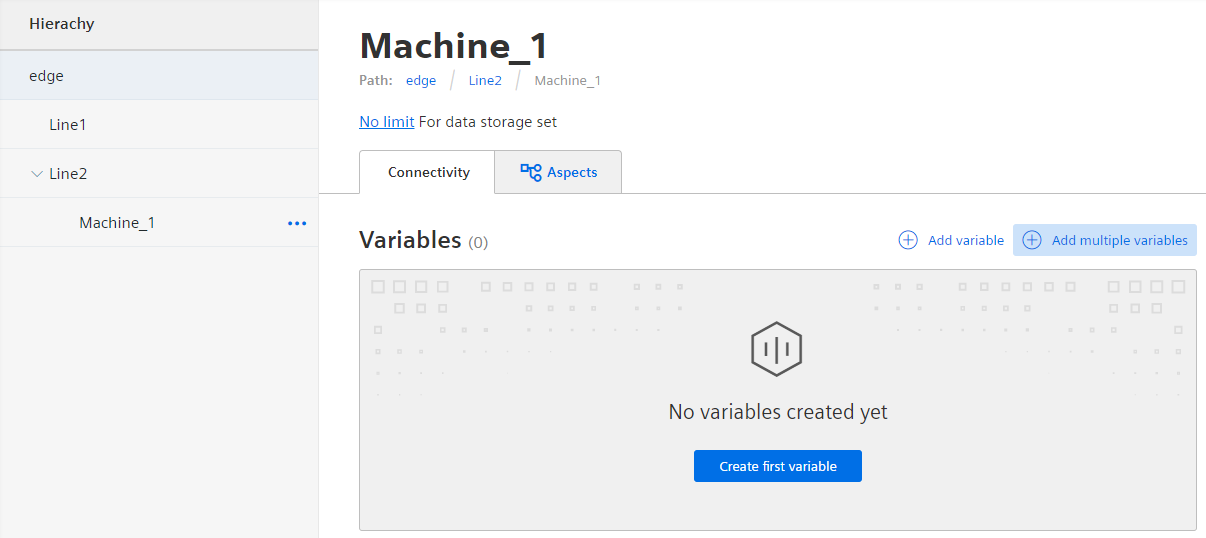 Hierachy
edge
Line1
Line2
Machine_1
Machine_1
Path: edge / Line2 / Machine_1
No limit For data storage set
Connectivity Aspects
Variables (0) Add variable Add multiple variables
No variables created yet
Create first variable